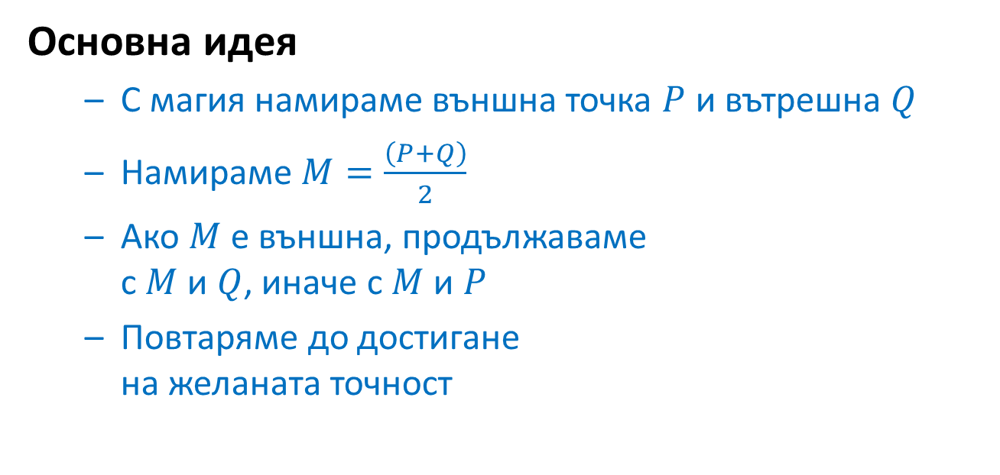 Основна идея
– С магия намираме външна точка P и вътрешна Q
– Намираме M = (P+Q)/2
– Ако M е външна, продължаваме
с M и Q, иначе с M и P
– Повтаряме до достигане
на желаната точност